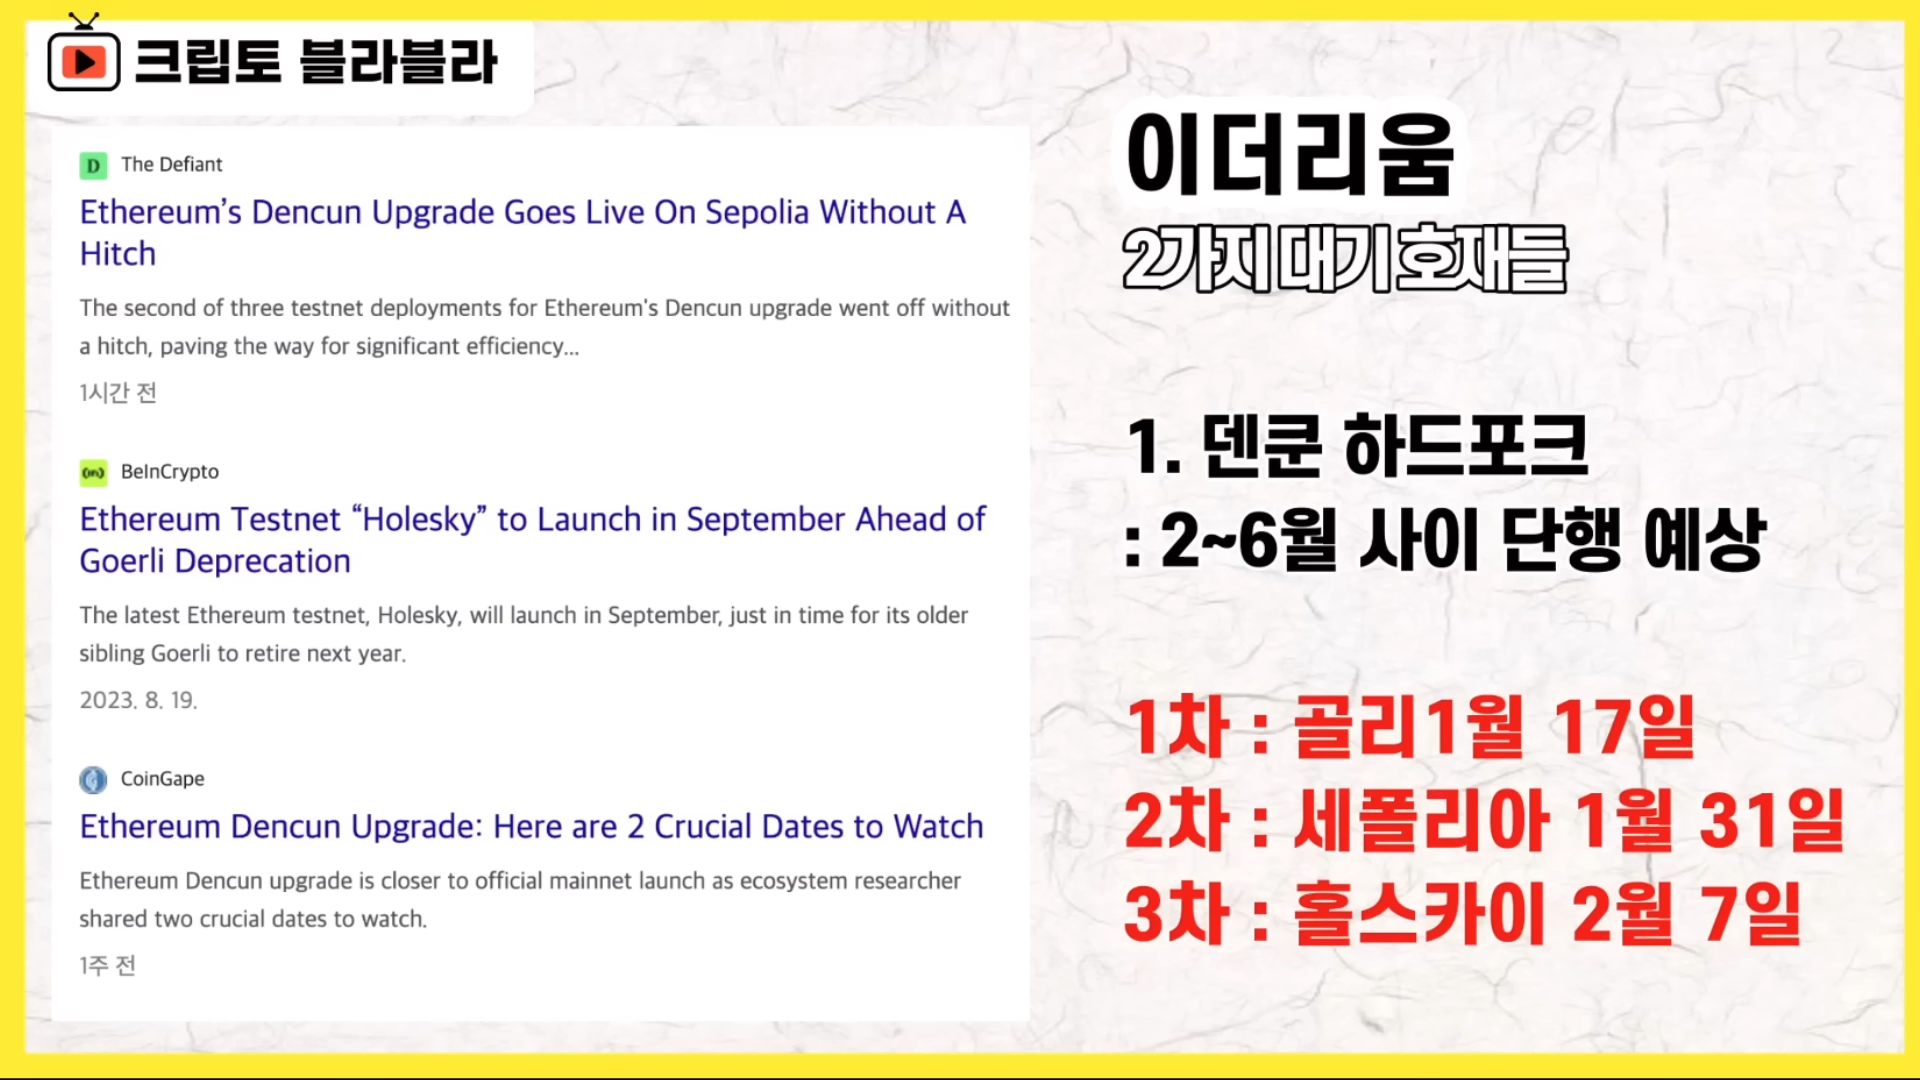 크립토 블라블라
The Defiant
Ethereum's Dencun Upgrade Goes Live On Sepolia Without A
Hitch
The second of three testnet deployments for Ethereum's Dencun upgrade went off without
a hitch, paving the way for significant efficiency...
1시간 전
BeInCrypto
Ethereum Testnet “Holesky” to Launch in September Ahead of
Goerli Deprecation
The latest Ethereum testnet, Holesky, will launch in September, just in time for its older
sibling Goerli to retire next year.
2023. 8. 19.
CoinGape
Ethereum Dencun Upgrade: Here are 2 Crucial Dates to Watch
Ethereum Dencun upgrade is closer to official mainnet launch as ecosystem researcher
shared two crucial dates to watch.
1주 전
이더리움
2가지 대기 호재들
1. 덴쿤 하드포크
: 2~6월 사이 단행 예상
1차 : 골리1월 17일
2차 : 세폴리아 1월 31일
3차 : 홀스카이 2월 7일